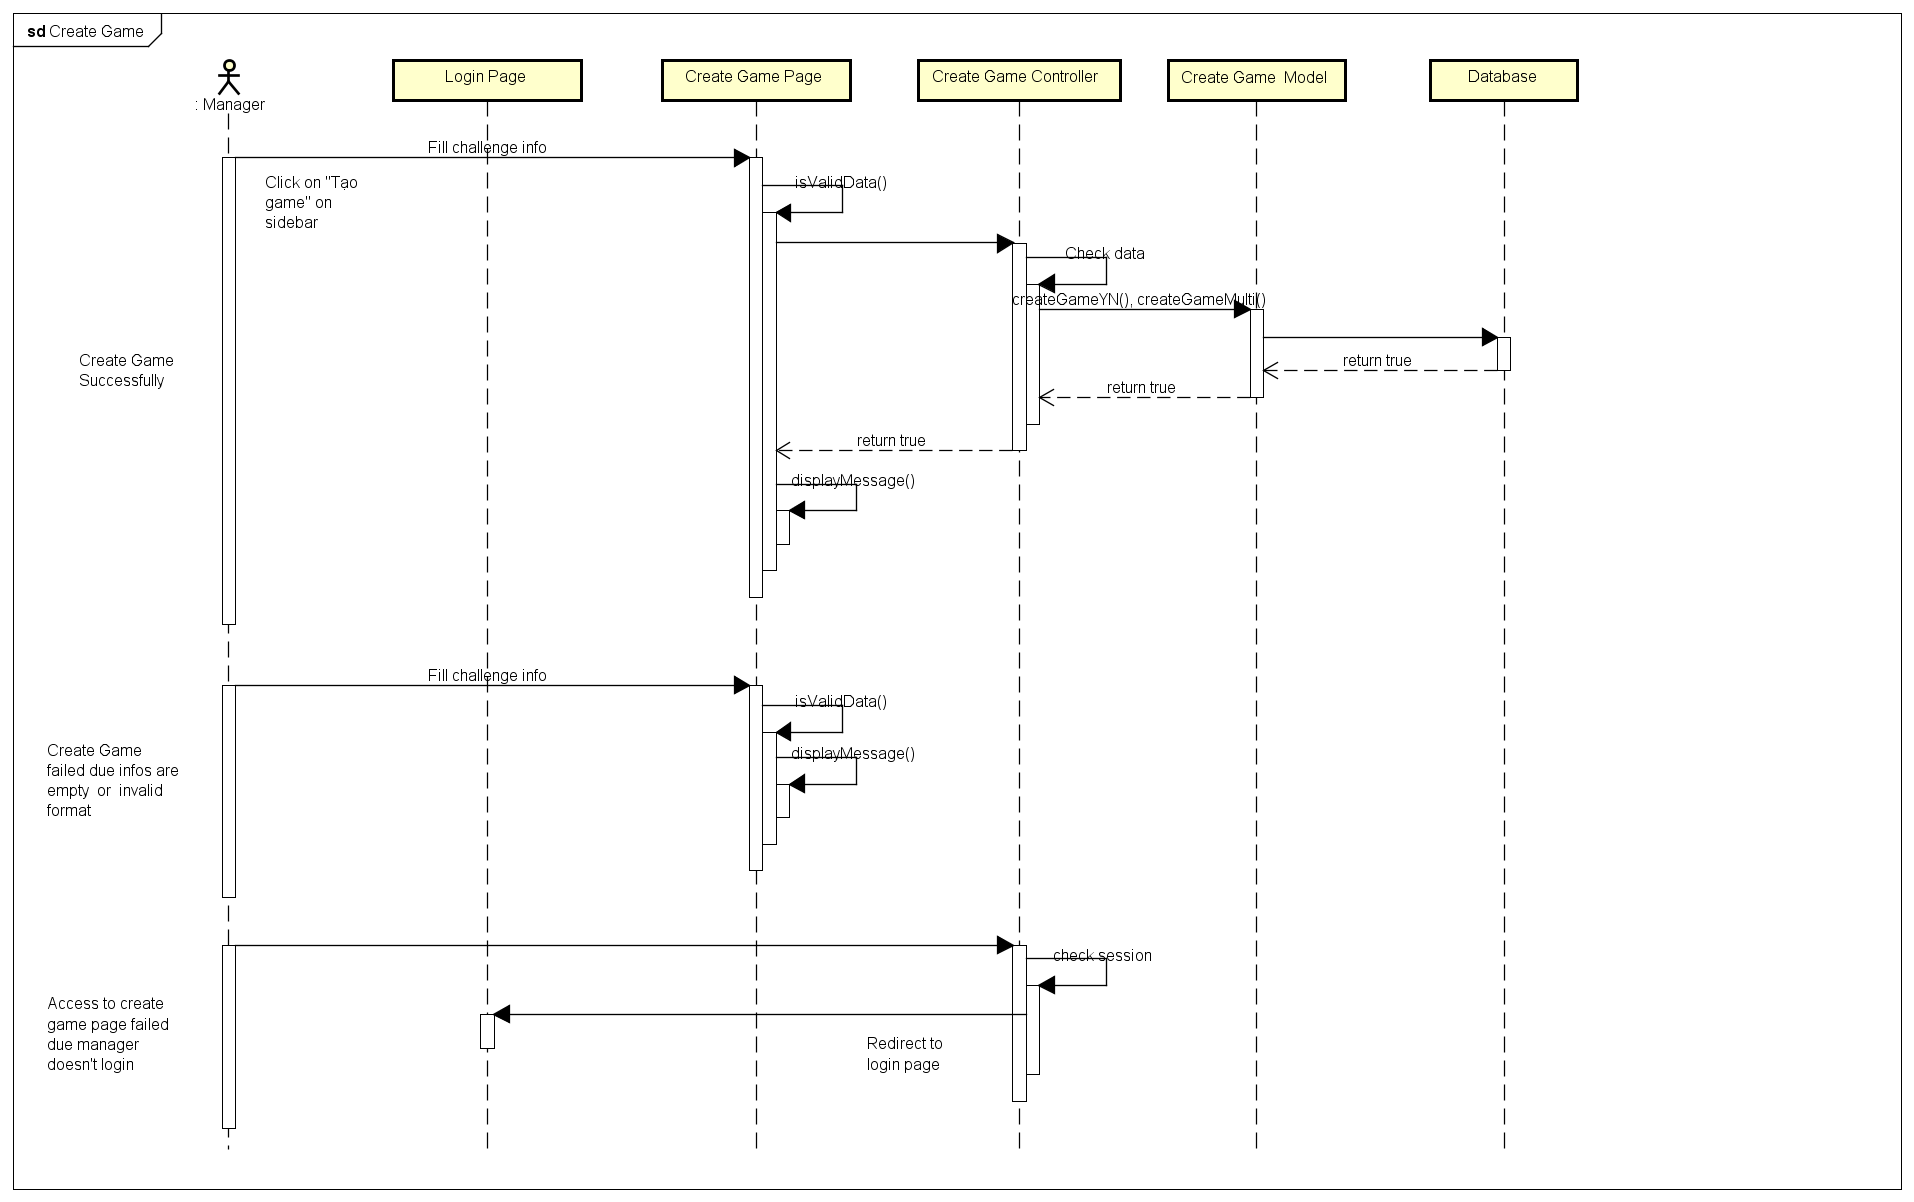 sd Create Game
: Manager
Login Page
Create Game Page
Create Game Controller
Create Game  Model
Database
Fill challenge info
Click on "Tạo
game" on
sidebar
isValidData()
Check data
createGameYN(), createGameMulti()
return true
return true
return true
displayMessage()
Create Game
Successfully
Fill challenge info
isValidData()
displayMessage()
Create Game
failed due infos are
empty  or  invalid
format
check session
Access to create
game page failed
due manager
doesn't login
Redirect to
login page